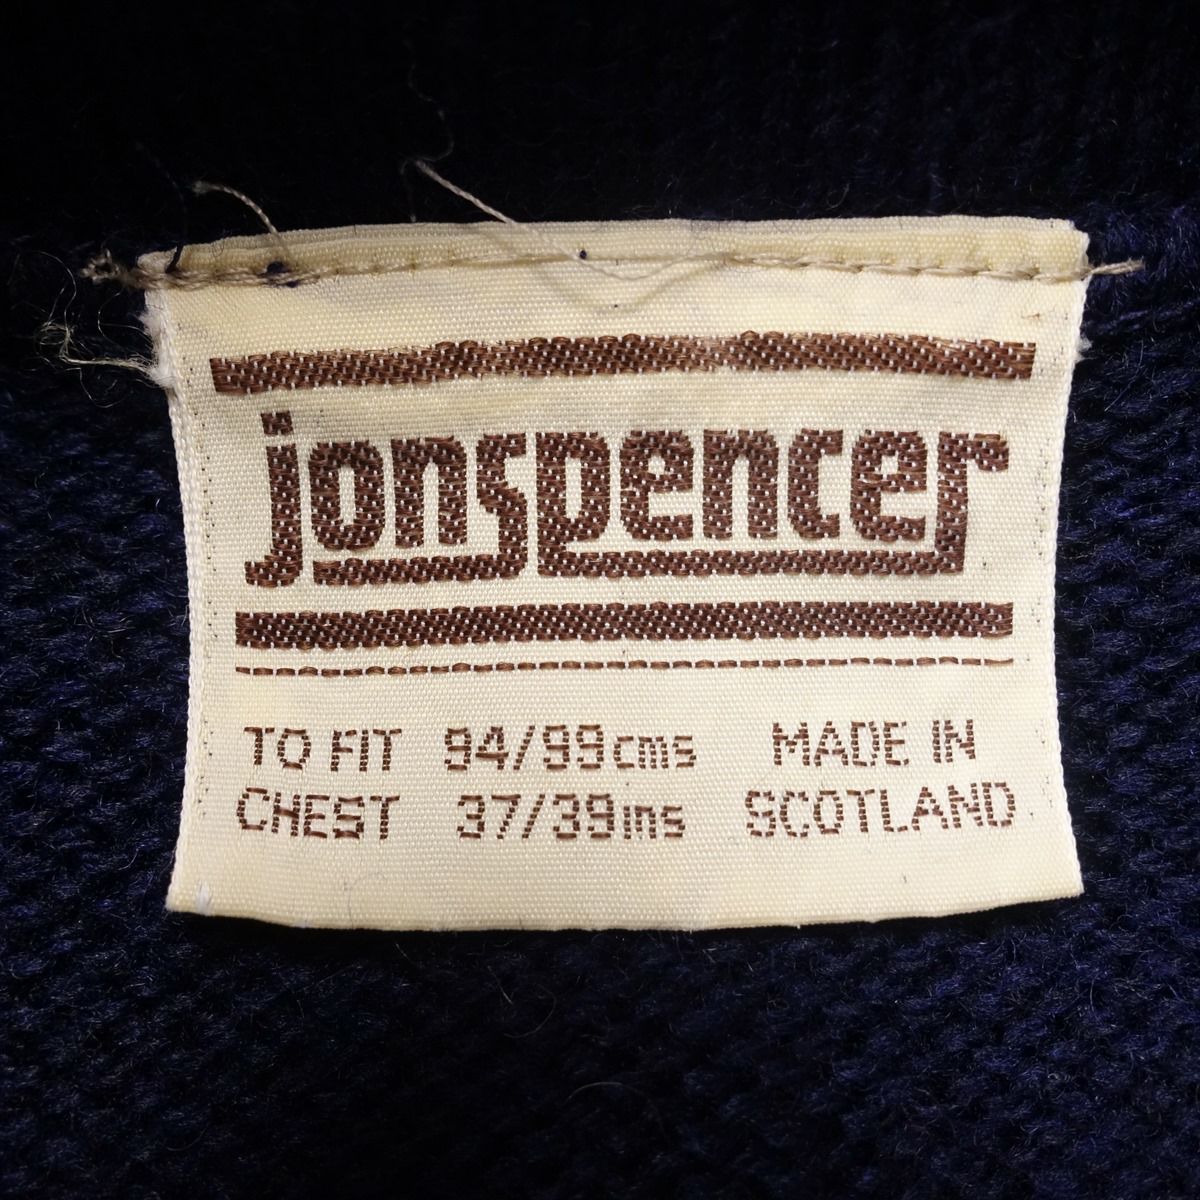 jonspencer
TO FIT 94/99cms MADE IN
CHEST 37/39ins SCOTLAND